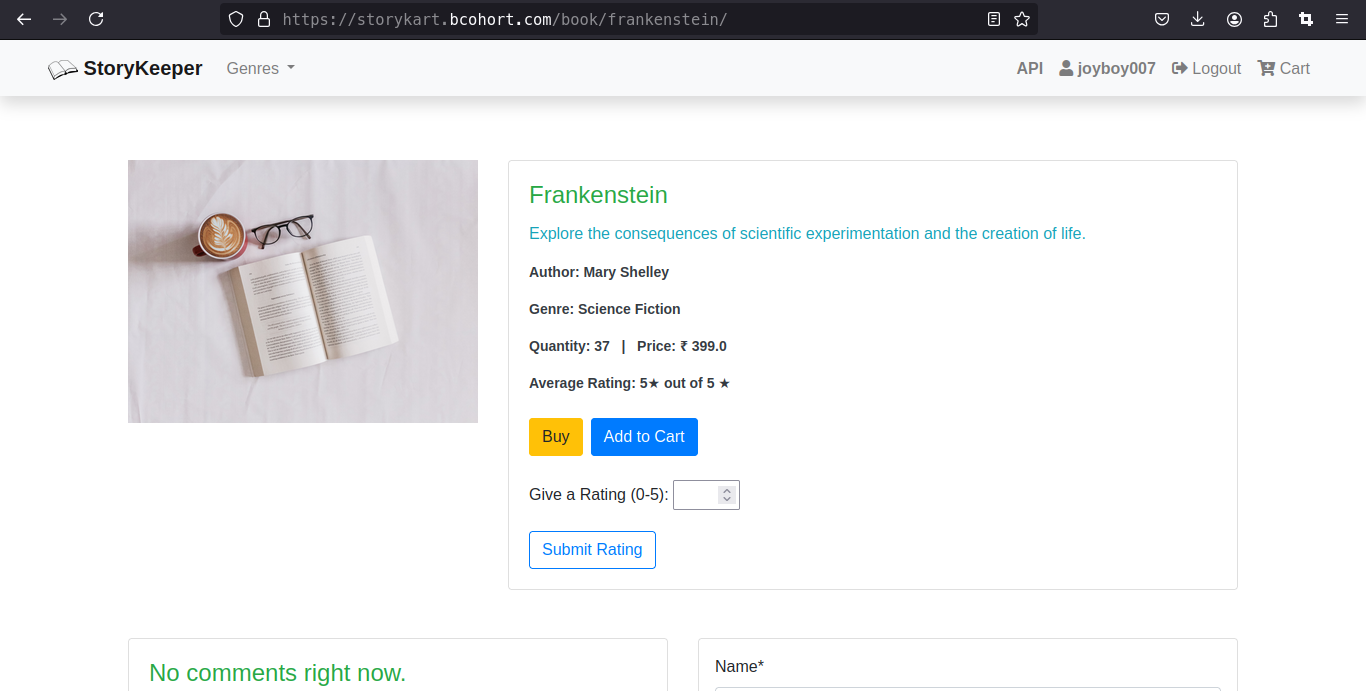 https://storykart.bcohort.com/book/frankenstein/
StoryKeeper Genres API joyboy007 Logout Cart
Frankenstein
Explore the consequences of scientific experimentation and the creation of life.
Author: Mary Shelley
Genre: Science Fiction
Quantity: 37 | Price: ₹ 399.0
Average Rating: 5★ out of 5 ★
Buy Add to Cart
Give a Rating (0-5):
Submit Rating
No comments right now.
Name*